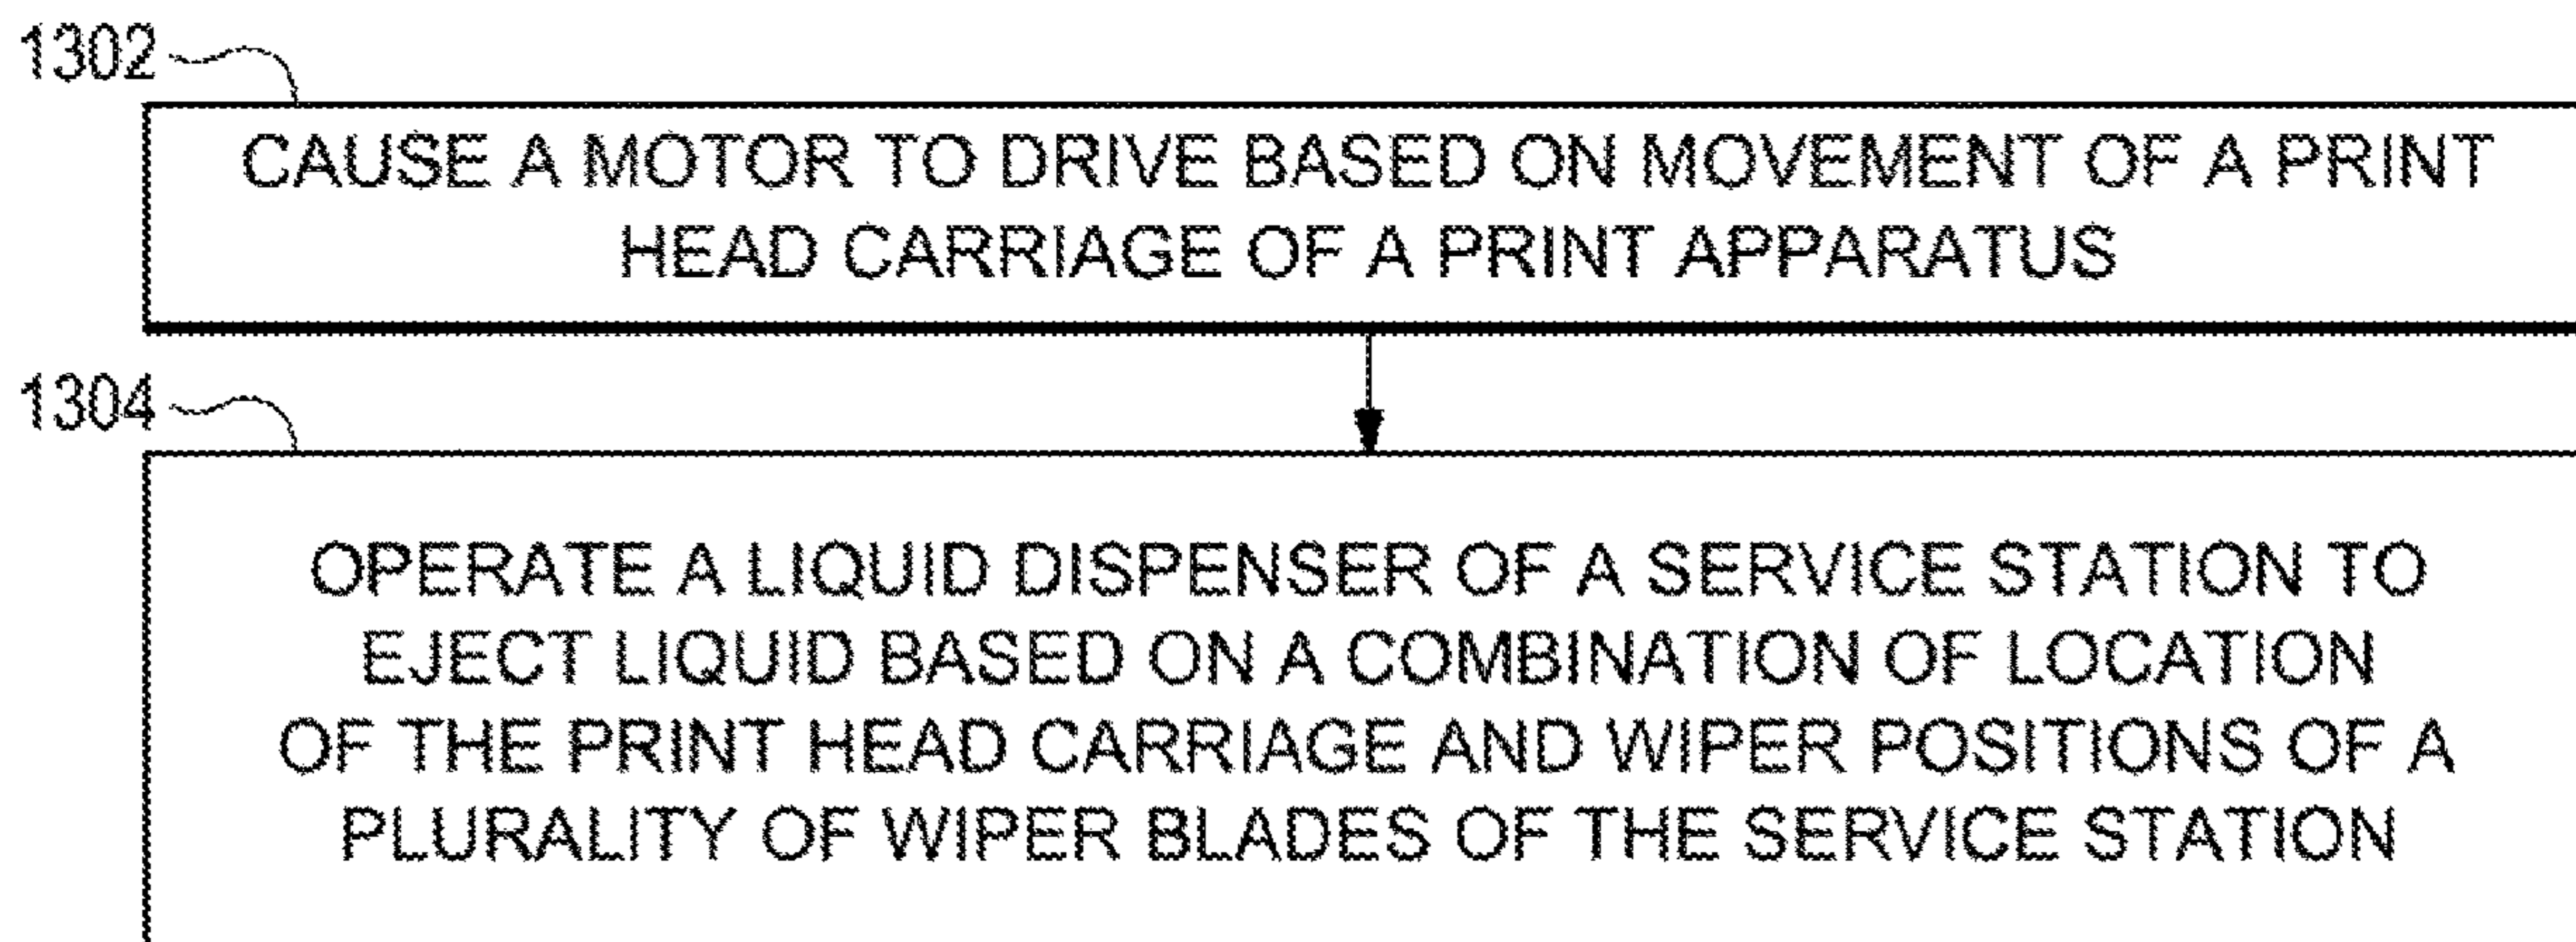 1302
CAUSE A MOTOR TO DRIVE BASED ON MOVEMENT OF A PRINT
HEAD CARRIAGE OF A PRINT APPARATUS
1304
OPERATE A LIQUID DISPENSER OF A SERVICE STATION TO
EJECT LIQUID BASED ON A COMBINATION OF LOCATION
OF THE PRINT HEAD CARRIAGE AND WIPER POSITIONS OF A
PLURALITY OF WIPER BLADES OF THE SERVICE STATION